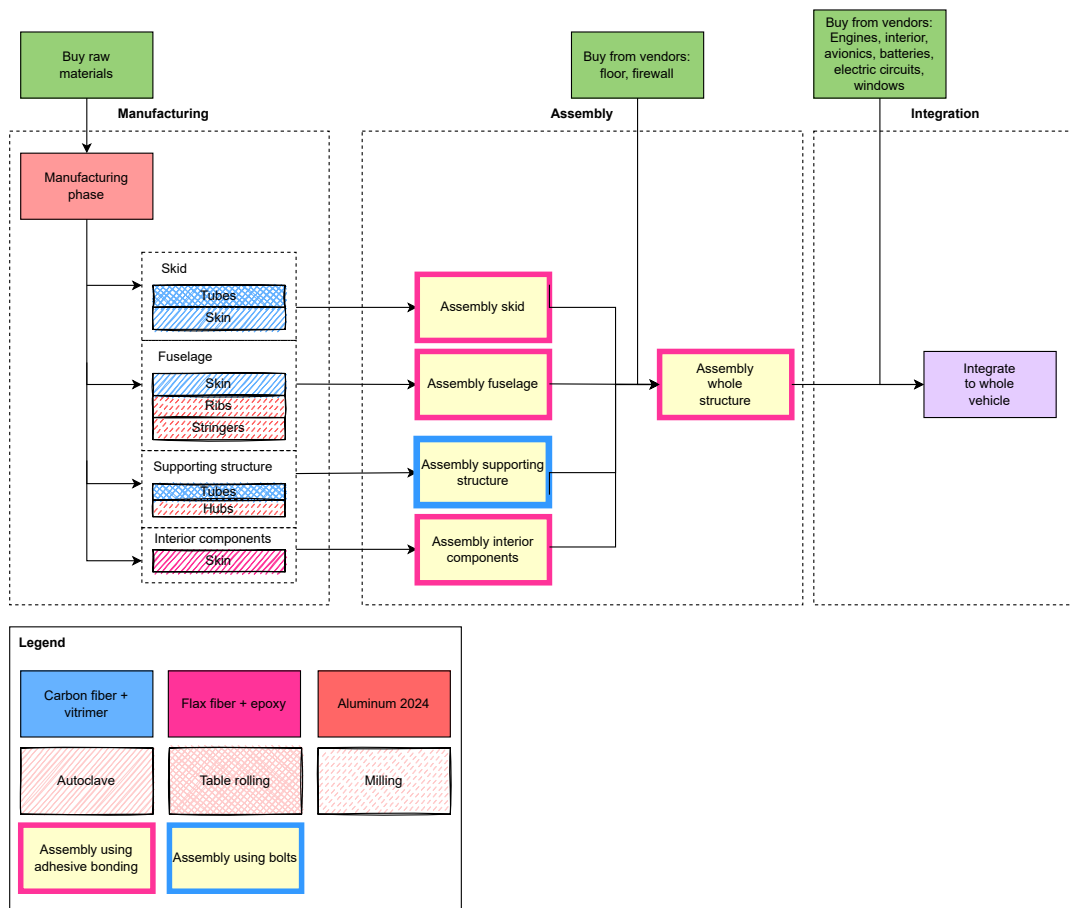 Buy raw
materials
Buy from vendors:
floor, firewall
Buy from vendors:
Engines, interior,
avionics, batteries,
electric circuits,
windows
Manufacturing
Assembly
Integration
Manufacturing
phase
Skid
Tubes
Skin
Fuselage
Skin
Ribs
Stringers
Supporting structure
Tubes
Hubs
Interior components
Skin
Assembly skid
Assembly fuselage
Assembly supporting
structure
Assembly interior
components
Assembly
whole
structure
Integrate
to whole
vehicle
Legend
Carbon fiber +
vitrimer
Flax fiber + epoxy
Aluminum 2024
Autoclave
Table rolling
Milling
Assembly using
adhesive bonding
Assembly using bolts